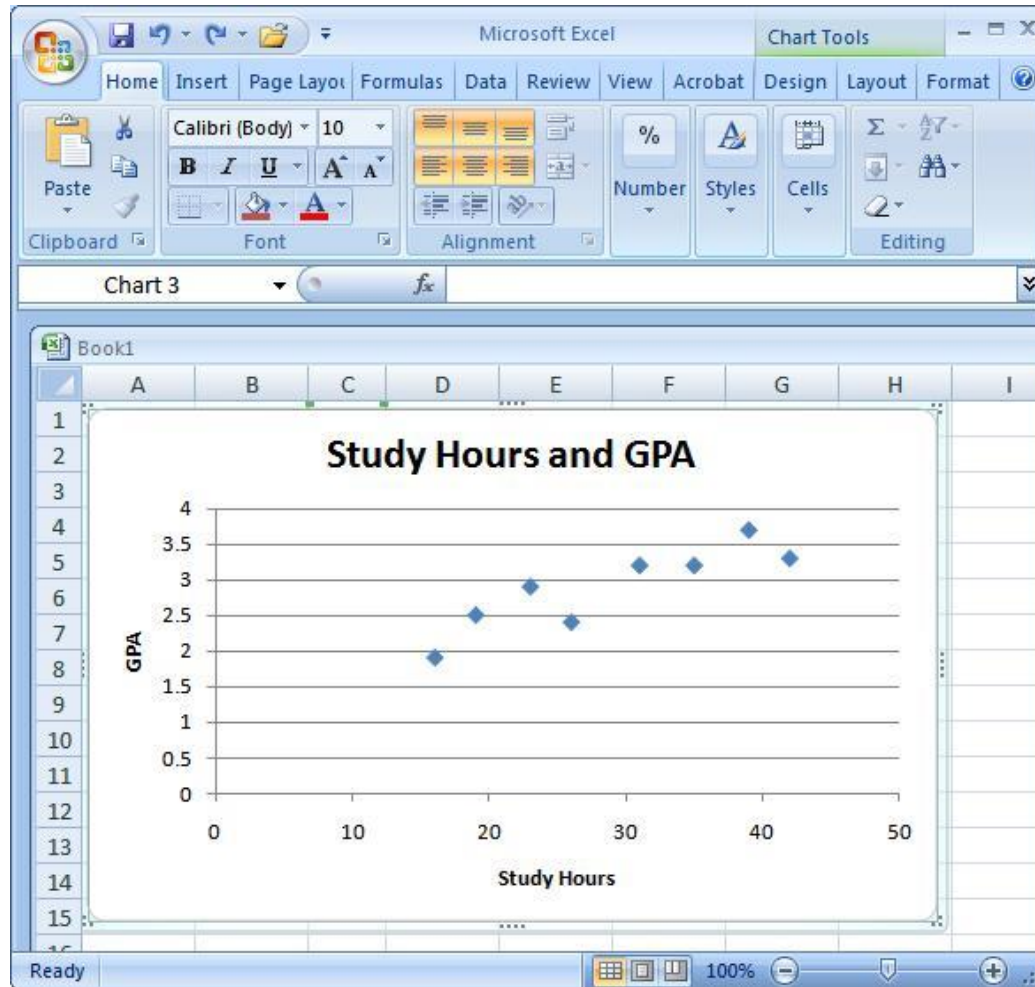 Microsoft Excel Chart Tools
Home Insert Page Layou Formulas Data Review View Acrobat Design Layout Format
Calibri (Body) 10
Paste
B I U A A
A
%
Number
A
Styles
Cells
Σ
Clipboard Font Alignment Editing
Chart 3 fx
Book1
A B C D E F G H I
1
2
3
4
5
6
7
8
9
10
11
12
13
14
15
Study Hours and GPA
GPA
4
3.5
3
2.5
2
1.5
1
0.5
0
0 10 20 30 40 50
Study Hours
Ready 100%